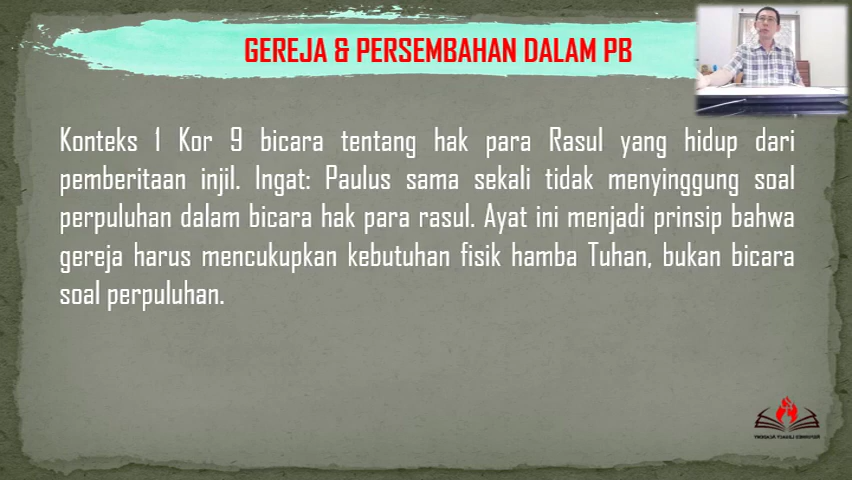 GEREJA & PERSEMBAHAN DALAM PB
Konteks 1 Kor 9 bicara tentang hak para Rasul yang hidup dari
pemberitaan injil. Ingat: Paulus sama sekali tidak menyinggung soal
perpuluhan dalam bicara hak para rasul. Ayat ini menjadi prinsip bahwa
gereja harus mencukupkan kebutuhan fisik hamba Tuhan, bukan bicara
soal perpuluhan.